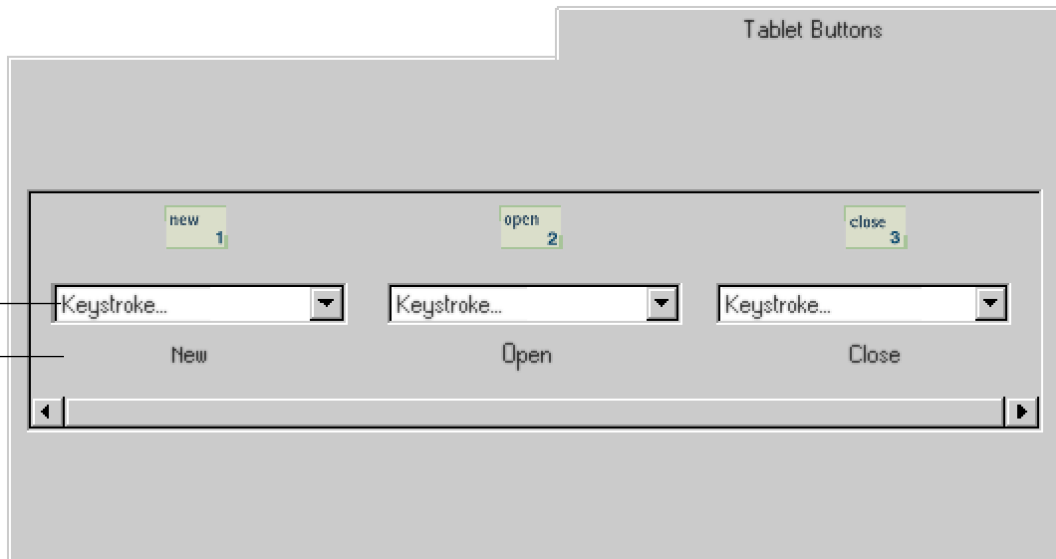 Tablet Buttons
new 1 open 2 close 3
Keystroke... Keystroke... Keystroke...
New Open Close